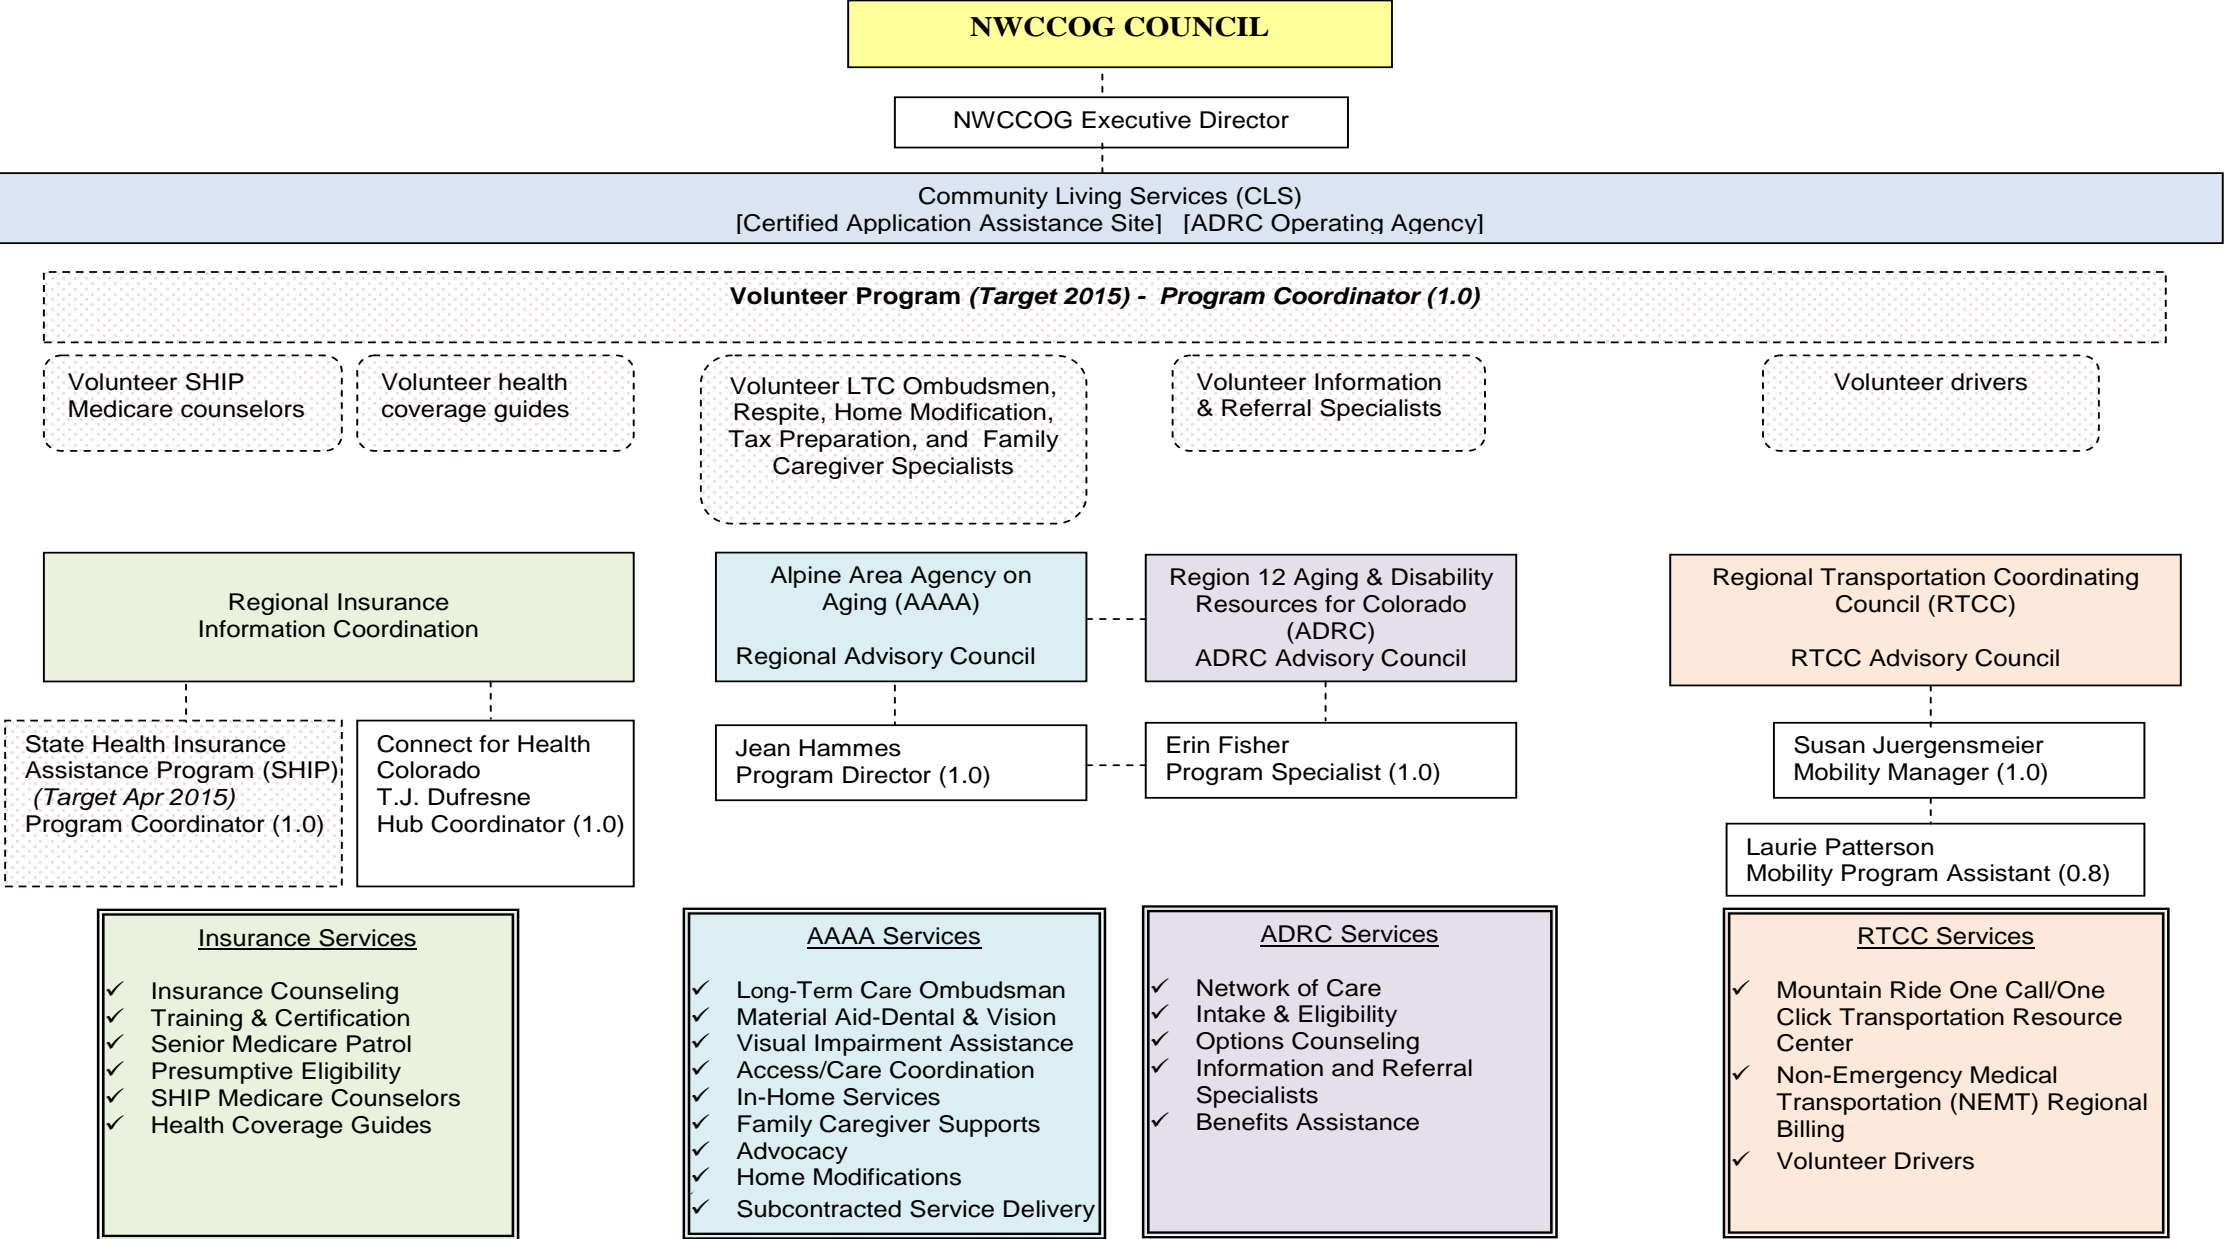 NWCCOG COUNCIL
NWCCOG Executive Director
Community Living Services (CLS)
[Certified Application Assistance Site]   [ADRC Operating Agency]
Volunteer Program (Target 2015) -  Program Coordinator (1.0)
Volunteer SHIP
Medicare counselors
Volunteer health
coverage guides
Volunteer LTC Ombudsmen,
Respite, Home Modification,
Tax Preparation, and  Family
Caregiver Specialists
Volunteer Information
& Referral Specialists
Volunteer drivers
Regional Insurance
Information Coordination
Alpine Area Agency on
Aging (AAAA)
Regional Advisory Council
Region 12 Aging & Disability
Resources for Colorado
(ADRC)
ADRC Advisory Council
Regional Transportation Coordinating
Council (RTCC)
RTCC Advisory Council
State Health Insurance
Assistance Program (SHIP)
(Target Apr 2015)
Program Coordinator (1.0)
Connect for Health
Colorado
T.J. Dufresne
Hub Coordinator (1.0)
Jean Hammes
Program Director (1.0)
Erin Fisher
Program Specialist (1.0)
Susan Juergensmeier
Mobility Manager (1.0)
Laurie Patterson
Mobility Program Assistant (0.8)
Insurance Services
✓ Insurance Counseling
✓ Training & Certification
✓ Senior Medicare Patrol
✓ Presumptive Eligibility
✓ SHIP Medicare Counselors
✓ Health Coverage Guides
AAAA Services
✓ Long-Term Care Ombudsman
✓ Material Aid-Dental & Vision
✓ Visual Impairment Assistance
✓ Access/Care Coordination
✓ In-Home Services
✓ Family Caregiver Supports
✓ Advocacy
✓ Home Modifications
✓ Subcontracted Service Delivery
ADRC Services
✓ Network of Care
✓ Intake & Eligibility
✓ Options Counseling
✓ Information and Referral
Specialists
✓ Benefits Assistance
RTCC Services
✓ Mountain Ride One Call/One
Click Transportation Resource
Center
✓ Non-Emergency Medical
Transportation (NEMT) Regional
Billing
✓ Volunteer Drivers